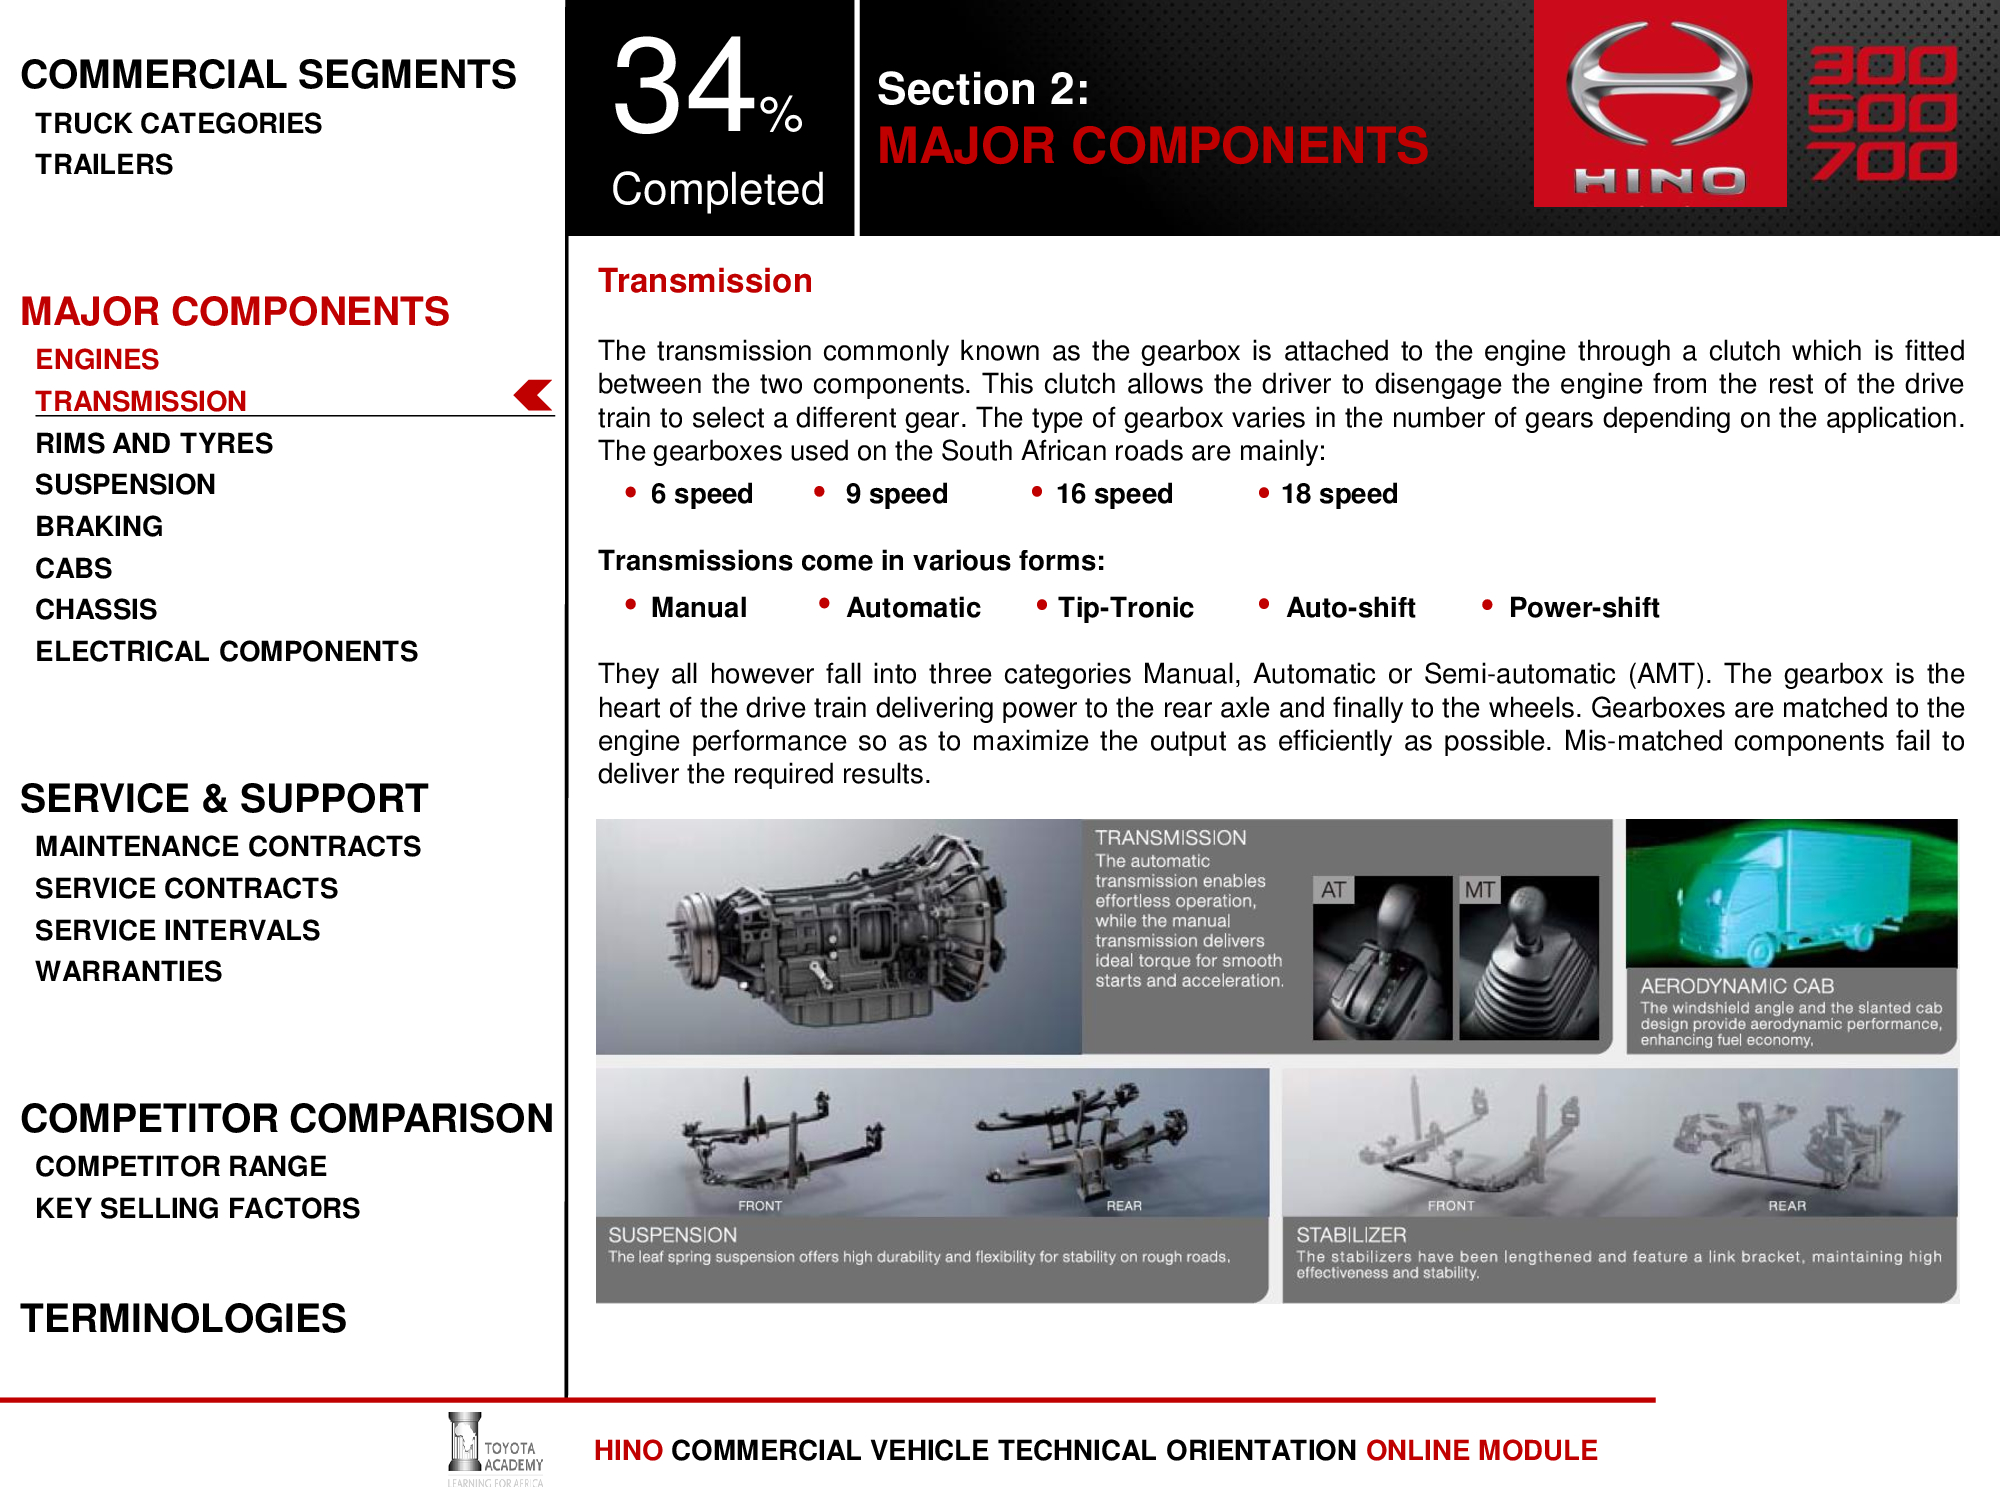 COMMERCIAL SEGMENTS
TRUCK CATEGORIES
TRAILERS
MAJOR COMPONENTS
ENGINES
TRANSMISSION
RIMS AND TYRES
SUSPENSION
BRAKING
CABS
CHASSIS
ELECTRICAL COMPONENTS
SERVICE & SUPPORT
MAINTENANCE CONTRACTS
SERVICE CONTRACTS
SERVICE INTERVALS
WARRANTIES
COMPETITOR COMPARISON
COMPETITOR RANGE
KEY SELLING FACTORS
TERMINOLOGIES
34%
Completed
Section 2:
MAJOR COMPONENTS
HINO
300
500
700
Transmission
The transmission commonly known as the gearbox is attached to the engine through a clutch which is fitted
between the two components. This clutch allows the driver to disengage the engine from the rest of the drive
train to select a different gear. The type of gearbox varies in the number of gears depending on the application.
The gearboxes used on the South African roads are mainly:
• 6 speed • 9 speed • 16 speed • 18 speed
Transmissions come in various forms:
• Manual • Automatic • Tip-Tronic • Auto-shift • Power-shift
They all however fall into three categories Manual, Automatic or Semi-automatic (AMT). The gearbox is the
heart of the drive train delivering power to the rear axle and finally to the wheels. Gearboxes are matched to the
engine performance so as to maximize the output as efficiently as possible. Mis-matched components fail to
deliver the required results.
TRANSMISSION
The automatic
transmission enables
effortless operation,
while the manual
transmission delivers
ideal torque for smooth
starts and acceleration.
AT
MT
AERODYNAMIC CAB
The windshield angle and the slanted cab
design provide aerodynamic performance,
enhancing fuel economy.
FRONT
REAR
SUSPENSION
The leaf spring suspension offers high durability and flexibility for stability on rough roads.
FRONT
REAR
STABILIZER
The stabilizers have been lengthened and feature a link bracket, maintaining high
effectiveness and stability.
TOYOTA
ACADEMY
LEARNING FOR AFRICA
HINO COMMERCIAL VEHICLE TECHNICAL ORIENTATION ONLINE MODULE